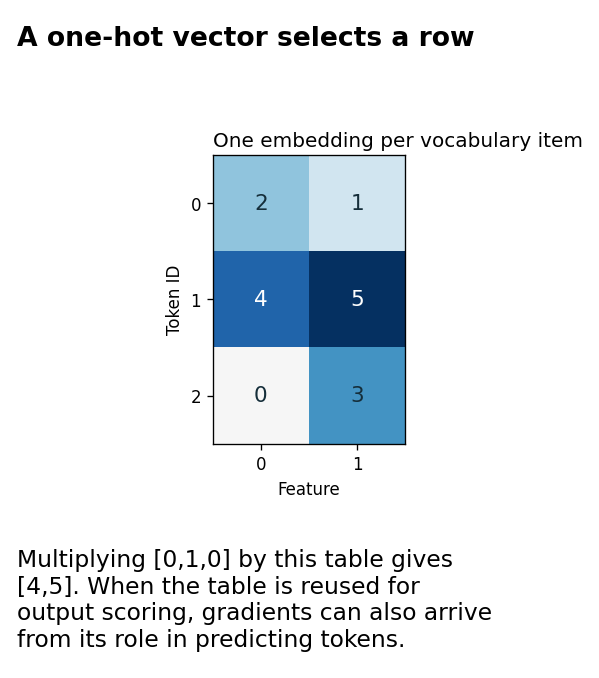 A one-hot vector selects a row
One embedding per vocabulary item
0 2 1
1 4 5
2 0 3
Token ID
0 1
Feature
Multiplying [0,1,0] by this table gives
[4,5]. When the table is reused for
output scoring, gradients can also arrive
from its role in predicting tokens.